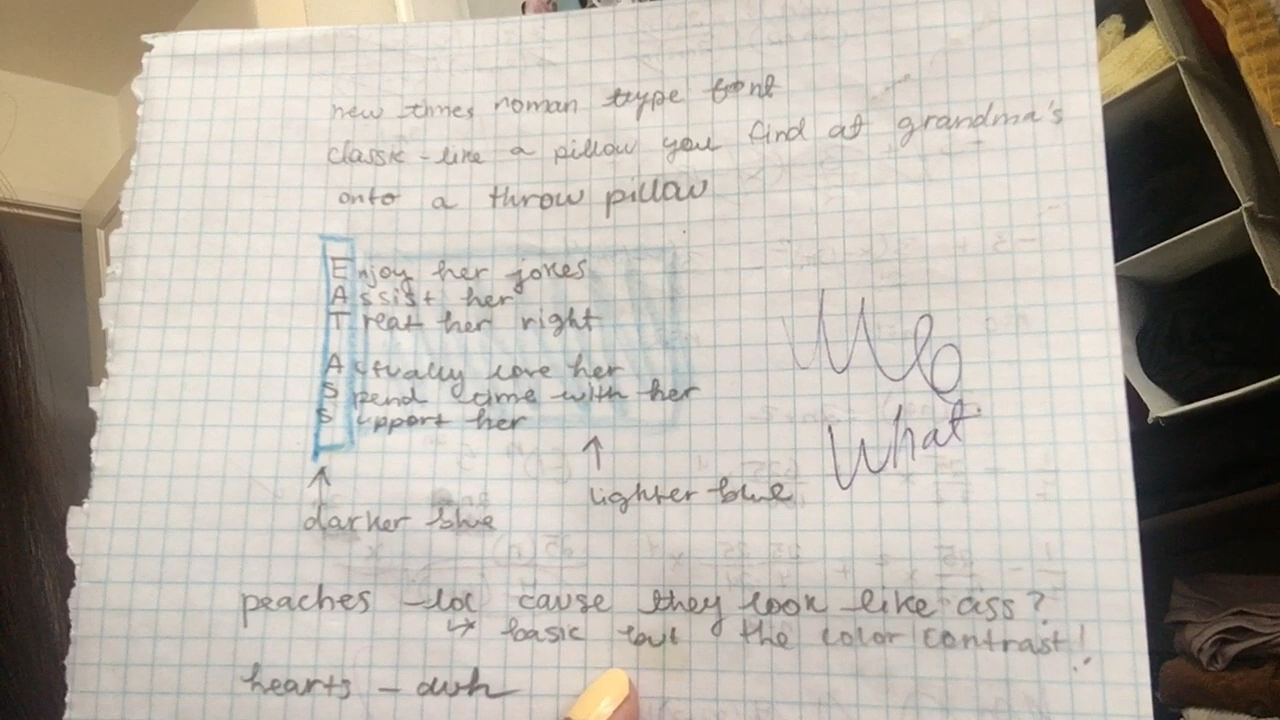 new times roman type font
classic - like a pillow you find at grandma's
onto a throw pillow
Enjoy her jokes
Assist her
Treat her right
Actually love her
Spend time with her
Support her
What
lighter blue
darker blue
peaches - lol cause they look like ass?
↳ basic but the color contrast!
hearts - duh